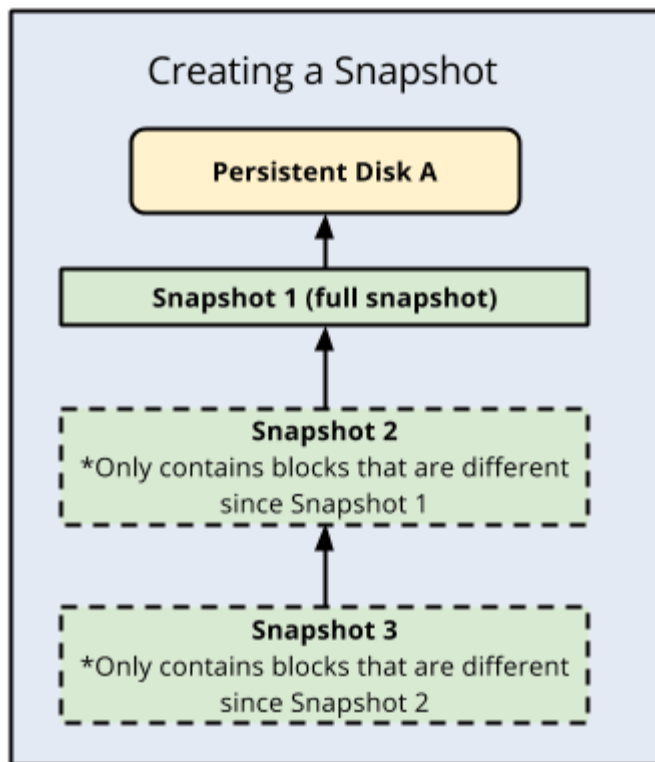 Creating a Snapshot
Persistent Disk A
Snapshot 1 (full snapshot)
Snapshot 2
*Only contains blocks that are different
since Snapshot 1
Snapshot 3
*Only contains blocks that are different
since Snapshot 2